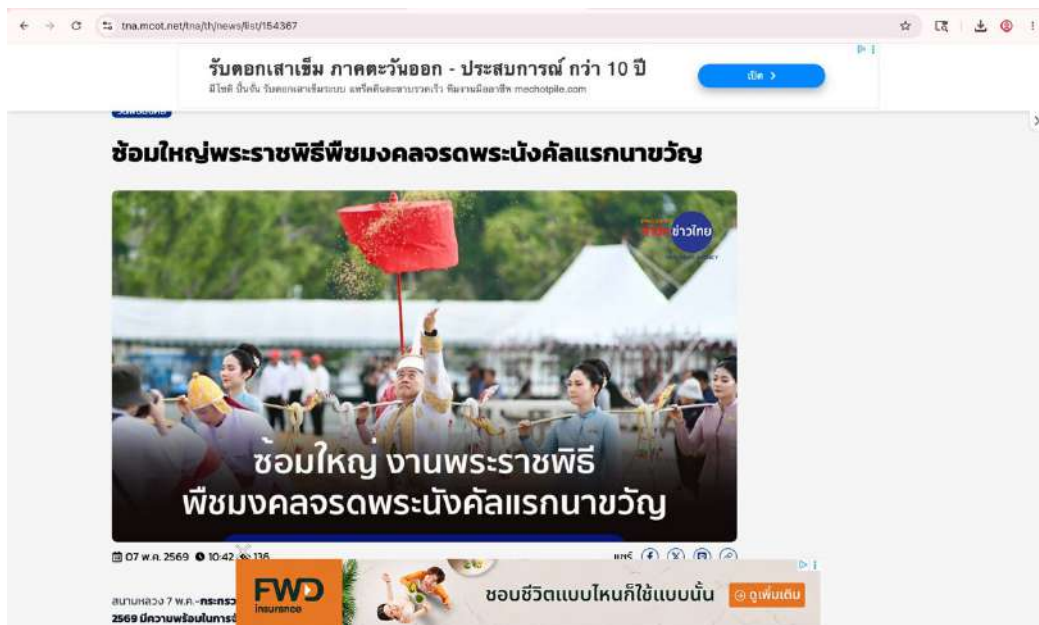 tna.mcot.net/tna/th/news/list/154367
รับตอกเสาเข็ม ภาคตะวันออก - ประสบการณ์ กว่า 10 ปี
เปิด >
ซ้อมใหญ่พระราชพิธีพืชมงคลจรดพระนังคัลแรกนาขวัญ
ข่าวไทย
ซ้อมใหญ่ งานพระราชพิธี
พืชมงคลจรดพระนังคัลแรกนาขวัญ
07 พ.ค. 2569 10:42 136
แชร์
FWD
insurance
ชอบชีวิตแบบไหนก็ใช้แบบนั้น
ดูเพิ่มเติม
สนามหลวง 7 พ.ค.-กระทรว
2569 มีความพร้อมในการจั